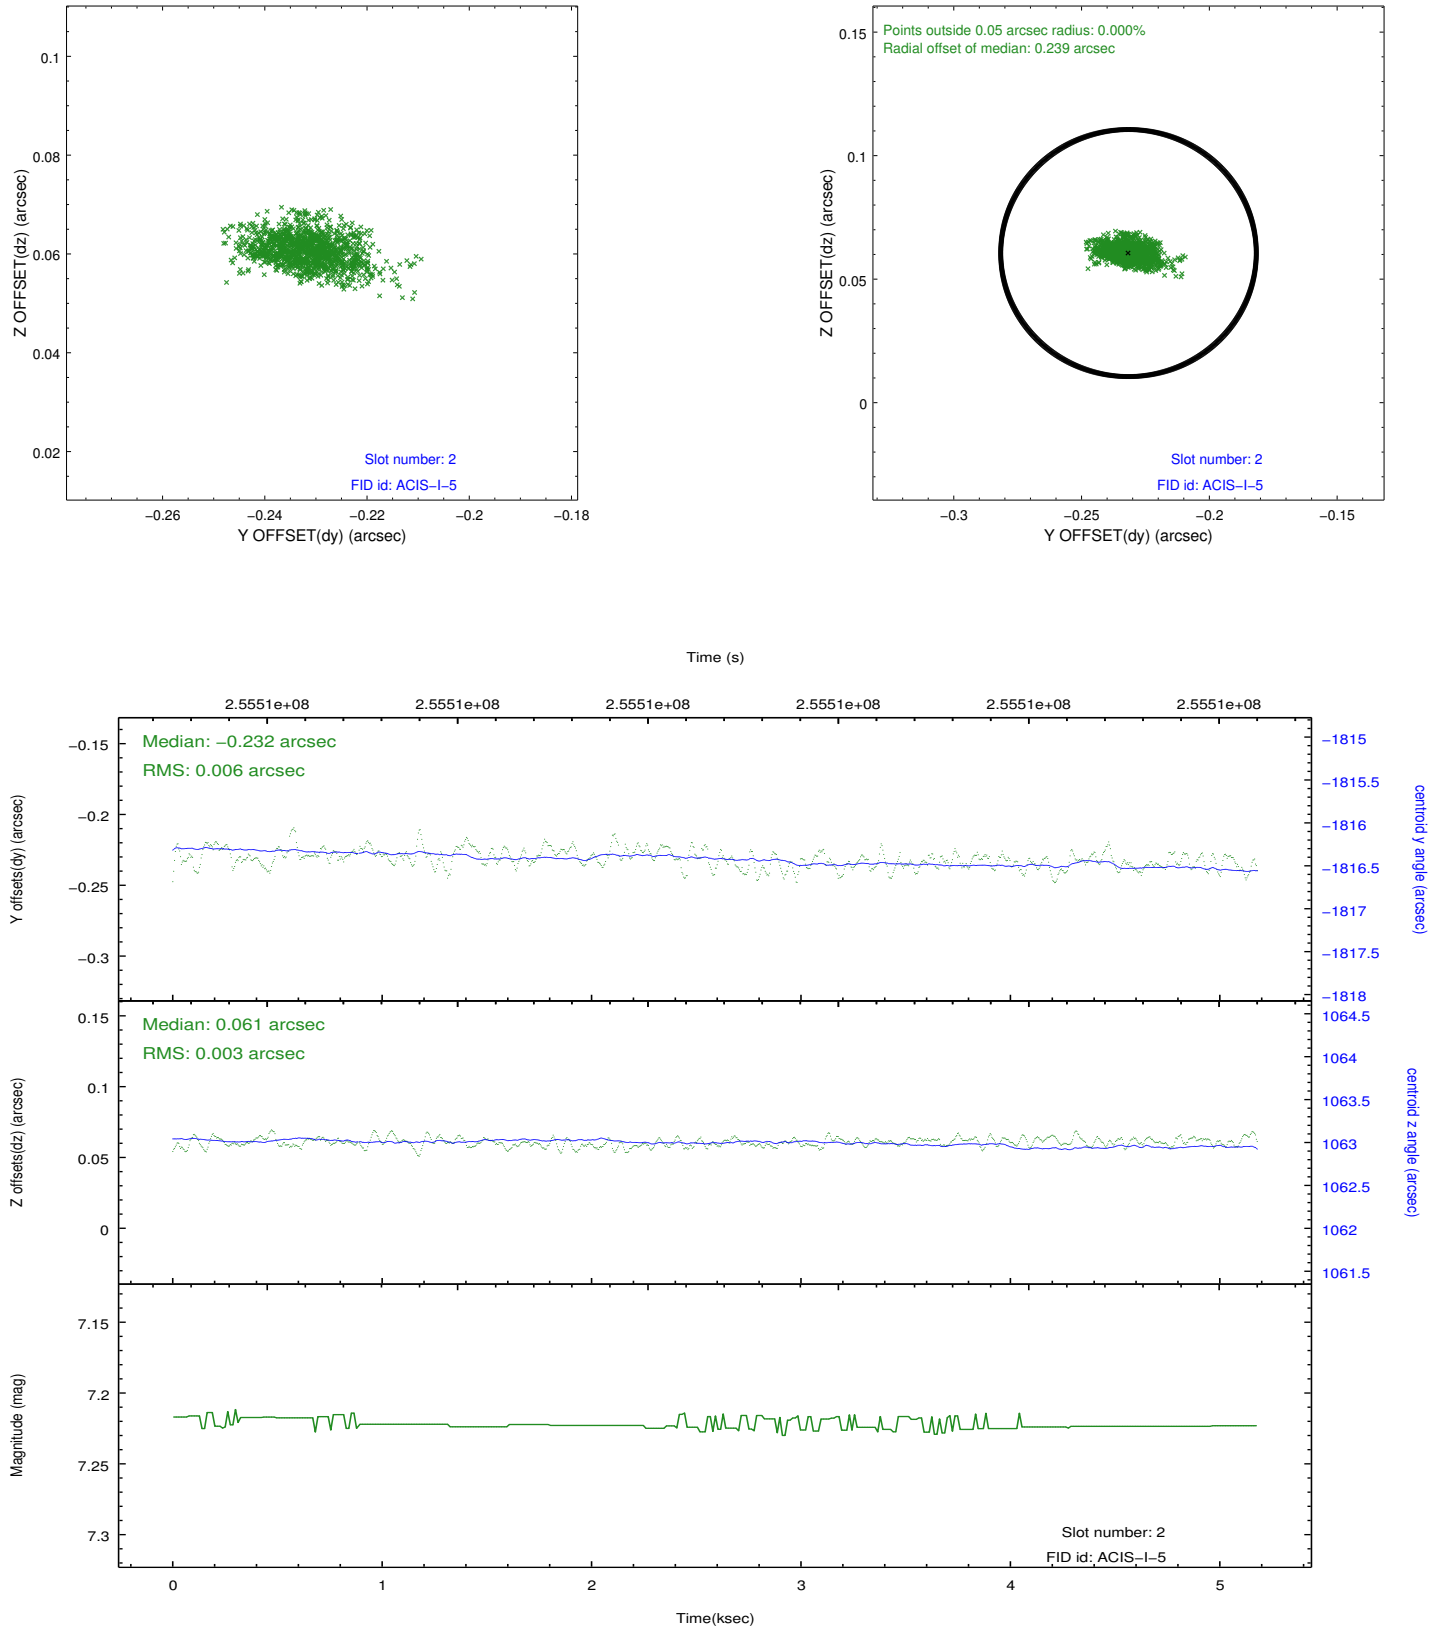 0.1
0.08
0.06
0.04
0.02
Z OFFSET(dz) (arcsec)
Slot number: 2
FID id: ACIS−I−5
−0.26
−0.24
−0.22
−0.2
−0.18
Y OFFSET(dy) (arcsec)
Points outside 0.05 arcsec radius: 0.000%
Radial offset of median: 0.239 arcsec
0.15
0.1
0.05
0
Z OFFSET(dz) (arcsec)
Slot number: 2
FID id: ACIS−I−5
−0.3
−0.25
−0.2
−0.15
Y OFFSET(dy) (arcsec)
Time (s)
2.5551e+08
2.5551e+08
2.5551e+08
2.5551e+08
2.5551e+08
2.5551e+08
Median: −0.232 arcsec
RMS: 0.006 arcsec
−0.15
−0.2
−0.25
−0.3
Y offsets(dy) (arcsec)
−1815
−1815.5
−1816
−1816.5
−1817
−1817.5
−1818
centroid y angle (arcsec)
Median: 0.061 arcsec
RMS: 0.003 arcsec
0.15
0.1
0.05
0
Z offsets(dz) (arcsec)
1064.5
1064
1063.5
1063
1062.5
1062
1061.5
centroid z angle (arcsec)
7.15
7.2
7.25
7.3
Magnitude (mag)
Slot number: 2
FID id: ACIS−I−5
0
1
2
3
4
5
Time(ksec)